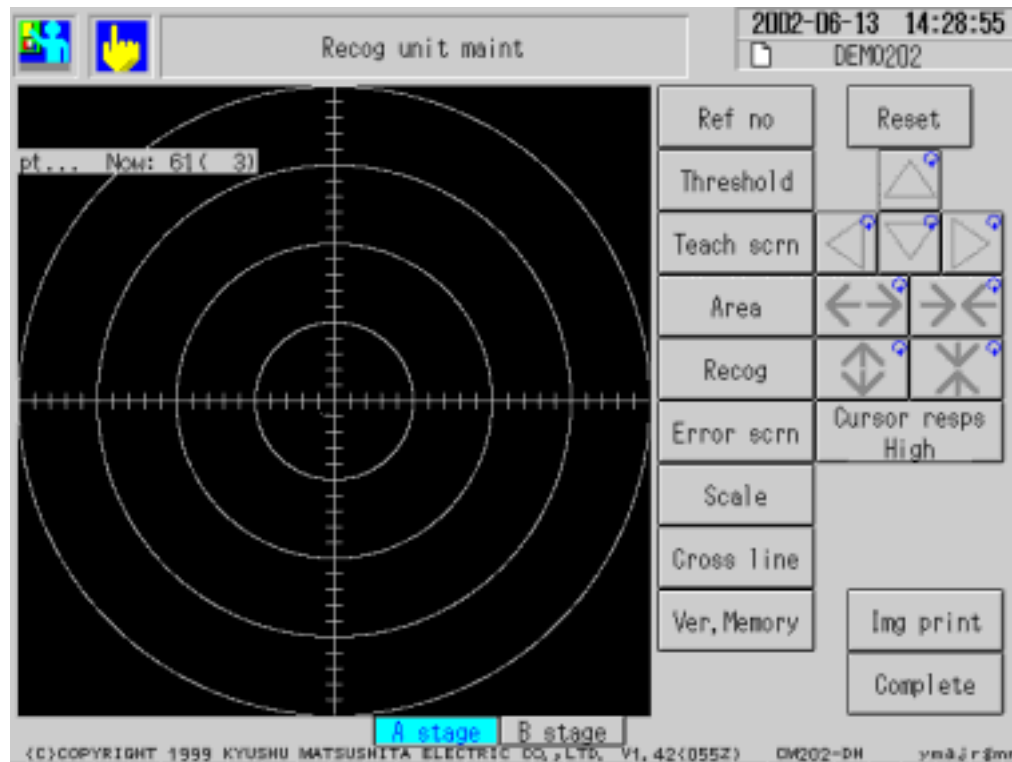 Recog unit maint
2002-06-13 14:28:55
DEMO202
pt... Now: 61( 3)
Ref no
Reset
Threshold
Teach scrn
Area
Recog
Error scrn
Cursor resps
High
Scale
Cross line
Ver,Memory
Img print
Complete
A stage
B stage
(C)COPYRIGHT 1999 KYUSHU MATSUSHITA ELECTRIC CO.,LTD. V1.42(055Z) CM202-DH